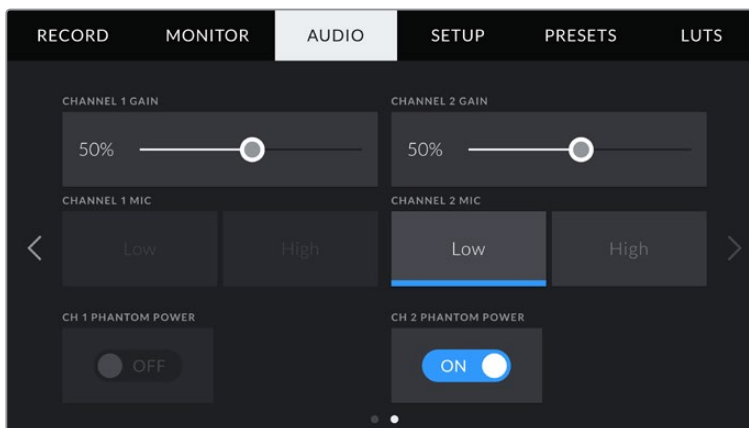 RECORD MONITOR AUDIO SETUP PRESETS LUTS
CHANNEL 1 GAIN CHANNEL 2 GAIN
50% 50%
CHANNEL 1 MIC CHANNEL 2 MIC
Low High Low High
CH 1 PHANTOM POWER CH 2 PHANTOM POWER
OFF ON